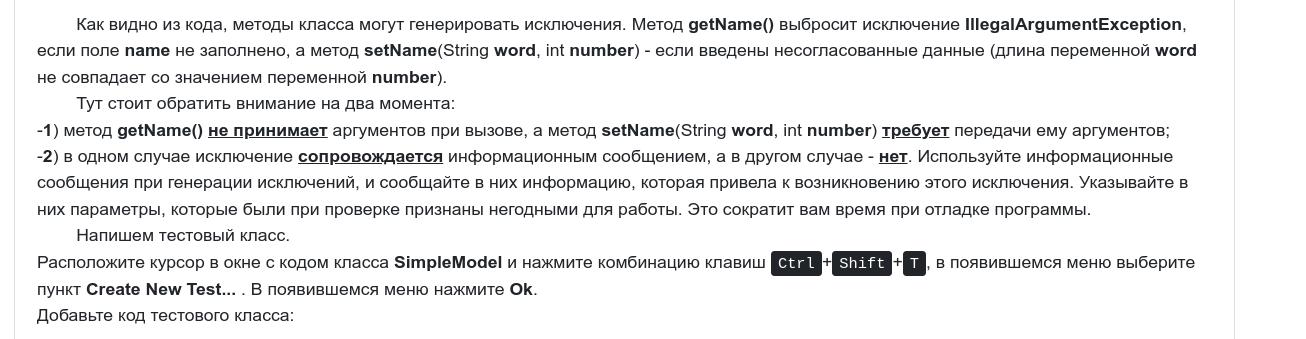 Как видно из кода, методы класса могут генерировать исключения. Метод getName() выбросит исключение IllegalArgumentException,
если поле name не заполнено, а метод setName(String word, int number) - если введены несогласованные данные (длина переменной word
не совпадает со значением переменной number).
Тут стоит обратить внимание на два момента:
-1) метод getName() не принимает аргументов при вызове, а метод setName(String word, int number) требует передачи ему аргументов;
-2) в одном случае исключение сопровождается информационным сообщением, а в другом случае - нет. Используйте информационные
сообщения при генерации исключений, и сообщайте в них информацию, которая привела к возникновению этого исключения. Указывайте в
них параметры, которые были при проверке признаны негодными для работы. Это сократит вам время при отладке программы.
Напишем тестовый класс.
Расположите курсор в окне с кодом класса SimpleModel и нажмите комбинацию клавиш Ctrl+Shift+T, в появившемся меню выберите
пункт Create New Test... . В появившемся меню нажмите Ok.
Добавьте код тестового класса: